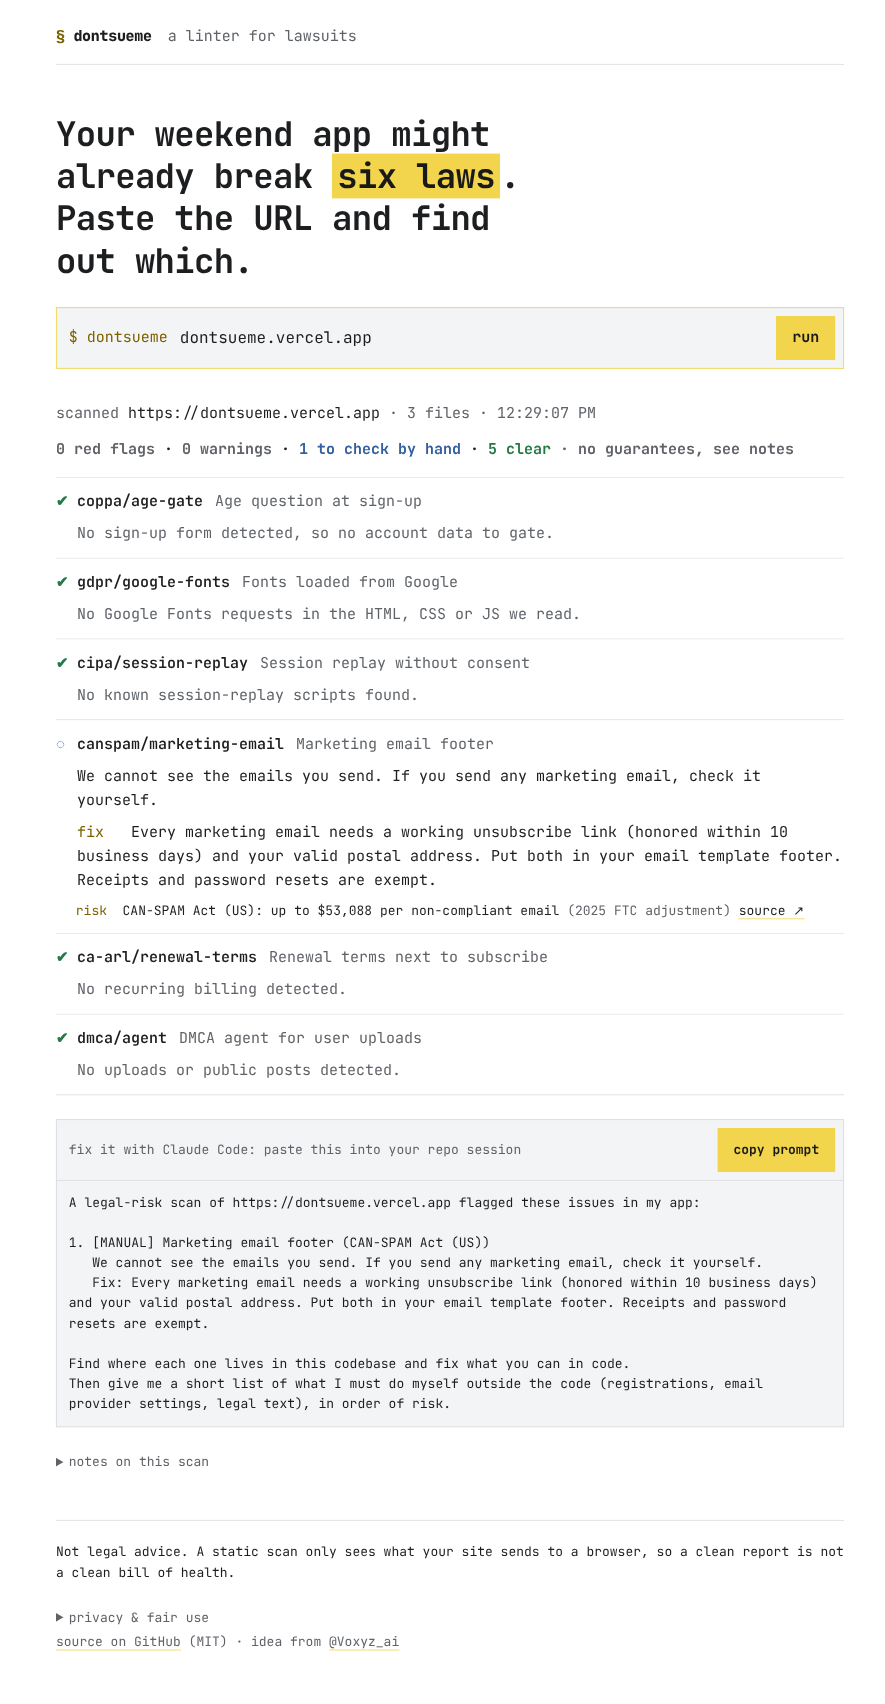 § dontsueme a linter for lawsuits
Your weekend app might
already break six laws.
Paste the URL and find
out which.
$ dontsueme dontsueme.vercel.app run
scanned https://dontsueme.vercel.app · 3 files · 12:29:07 PM
0 red flags · 0 warnings · 1 to check by hand · 5 clear · no guarantees, see notes
✔ coppa/age-gate Age question at sign-up
No sign-up form detected, so no account data to gate.
✔ gdpr/google-fonts Fonts loaded from Google
No Google Fonts requests in the HTML, CSS or JS we read.
✔ cipa/session-replay Session replay without consent
No known session-replay scripts found.
◌ canspam/marketing-email Marketing email footer
We cannot see the emails you send. If you send any marketing email, check it
yourself.
fix Every marketing email needs a working unsubscribe link (honored within 10
business days) and your valid postal address. Put both in your email template footer.
Receipts and password resets are exempt.
risk CAN-SPAM Act (US): up to $53,088 per non-compliant email (2025 FTC adjustment) source ↗
✔ ca-arl/renewal-terms Renewal terms next to subscribe
No recurring billing detected.
✔ dmca/agent DMCA agent for user uploads
No uploads or public posts detected.
fix it with Claude Code: paste this into your repo session copy prompt
A legal-risk scan of https://dontsueme.vercel.app flagged these issues in my app:
1. [MANUAL] Marketing email footer (CAN-SPAM Act (US))
We cannot see the emails you send. If you send any marketing email, check it yourself.
Fix: Every marketing email needs a working unsubscribe link (honored within 10 business days)
and your valid postal address. Put both in your email template footer. Receipts and password
resets are exempt.
Find where each one lives in this codebase and fix what you can in code.
Then give me a short list of what I must do myself outside the code (registrations, email
provider settings, legal text), in order of risk.
▶ notes on this scan
Not legal advice. A static scan only sees what your site sends to a browser, so a clean report is not
a clean bill of health.
▶ privacy & fair use
source on GitHub (MIT) · idea from @Voxyz_ai